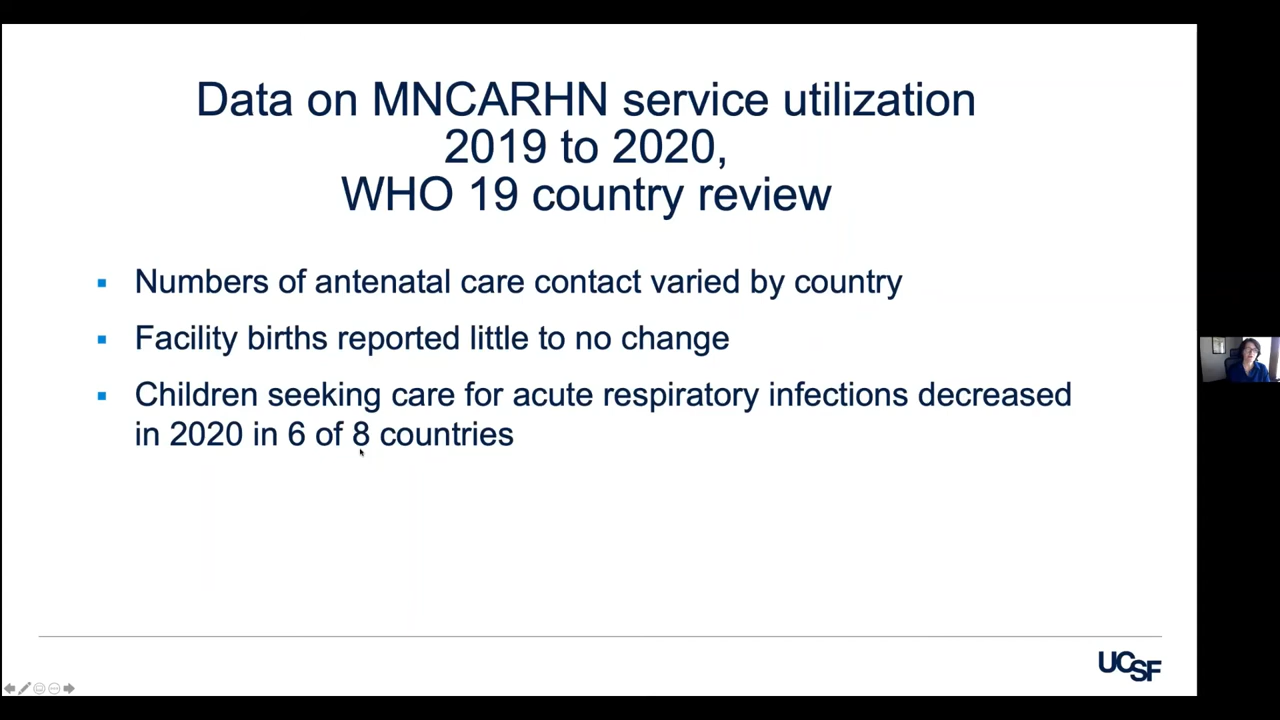 Data on MNCARHN service utilization
2019 to 2020,
WHO 19 country review
Numbers of antenatal care contact varied by country
Facility births reported little to no change
Children seeking care for acute respiratory infections decreased
in 2020 in 6 of 8 countries
UCSF